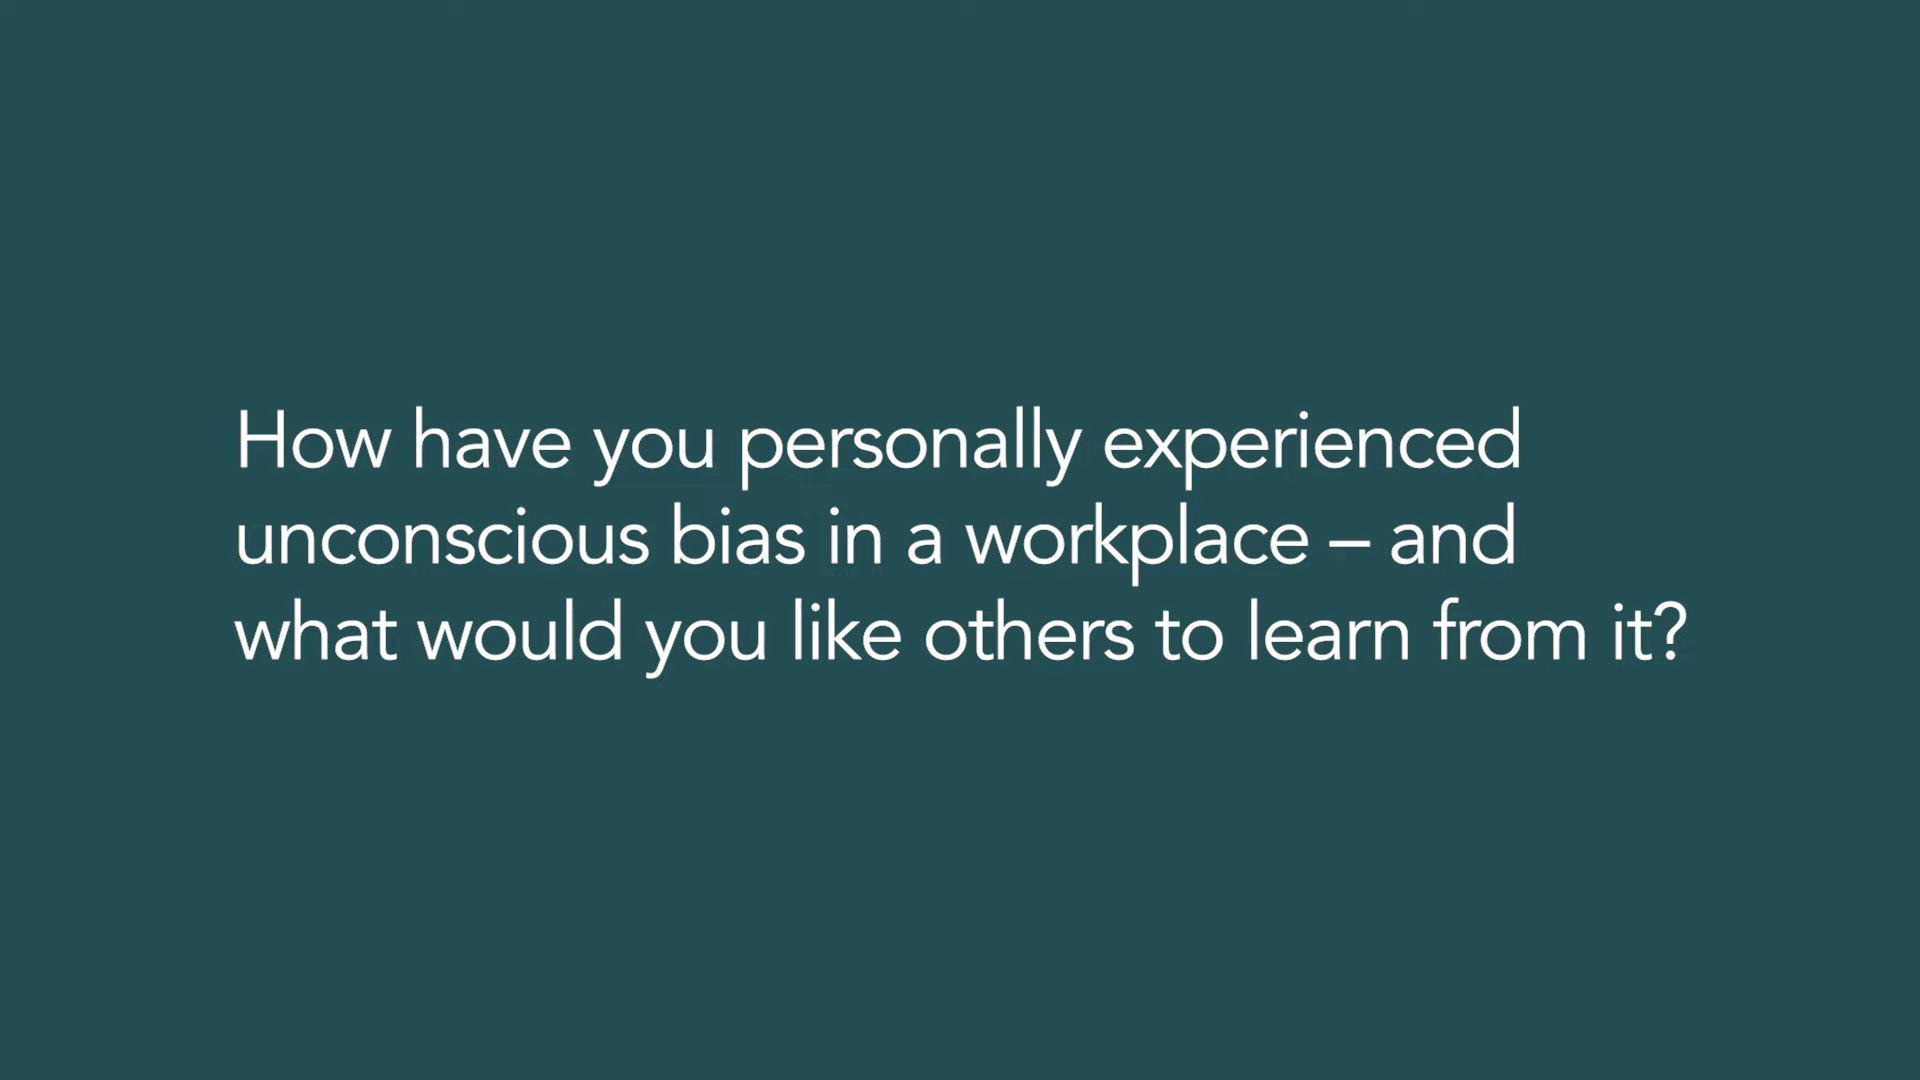 How have you personally experienced
unconscious bias in a workplace – and
what would you like others to learn from it?